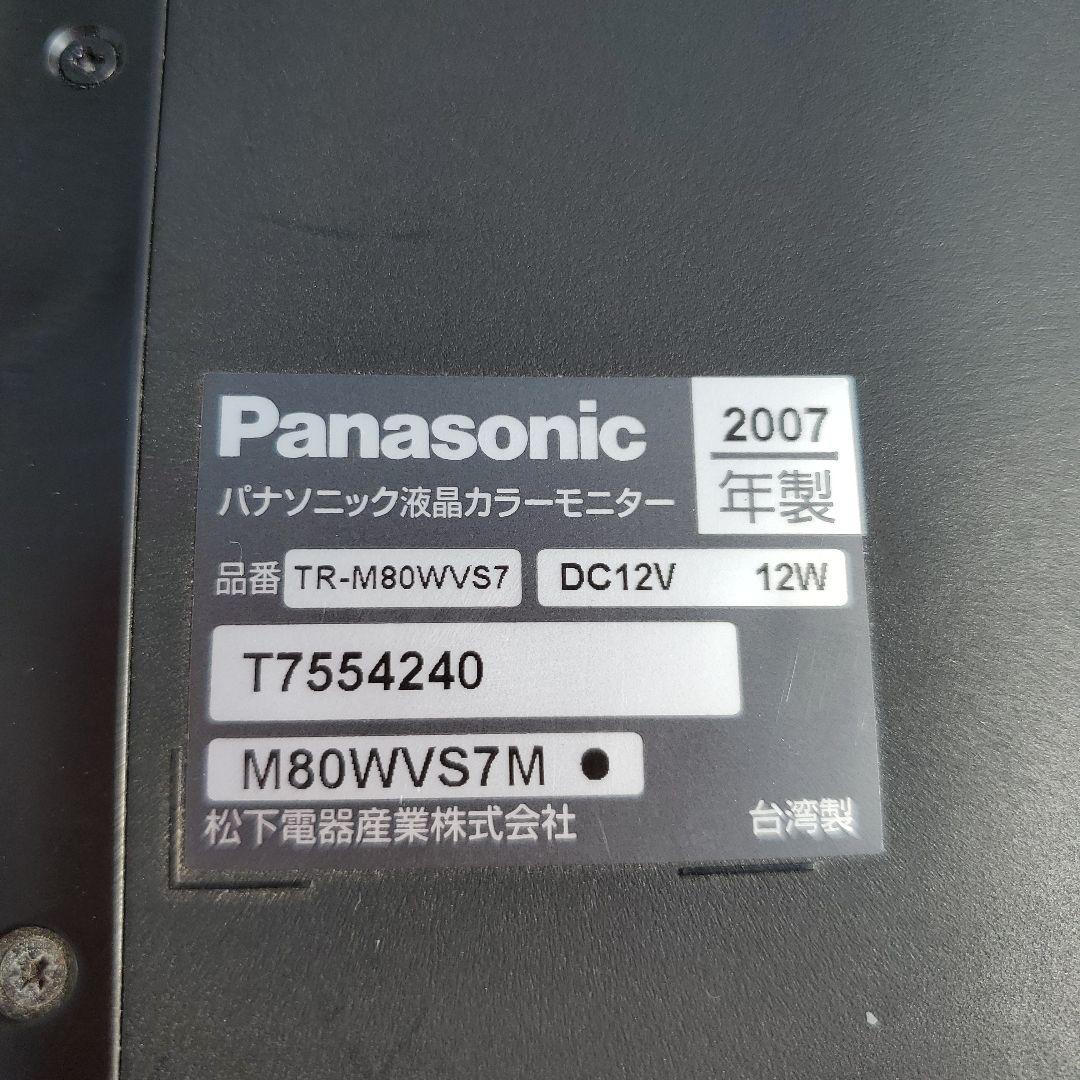 Panasonic
2007
年製
パナソニック液晶カラーモニター
品番 TR-M80WVS7 DC12V 12W
T7554240
M80WVS7M ●
松下電器産業株式会社 台湾製